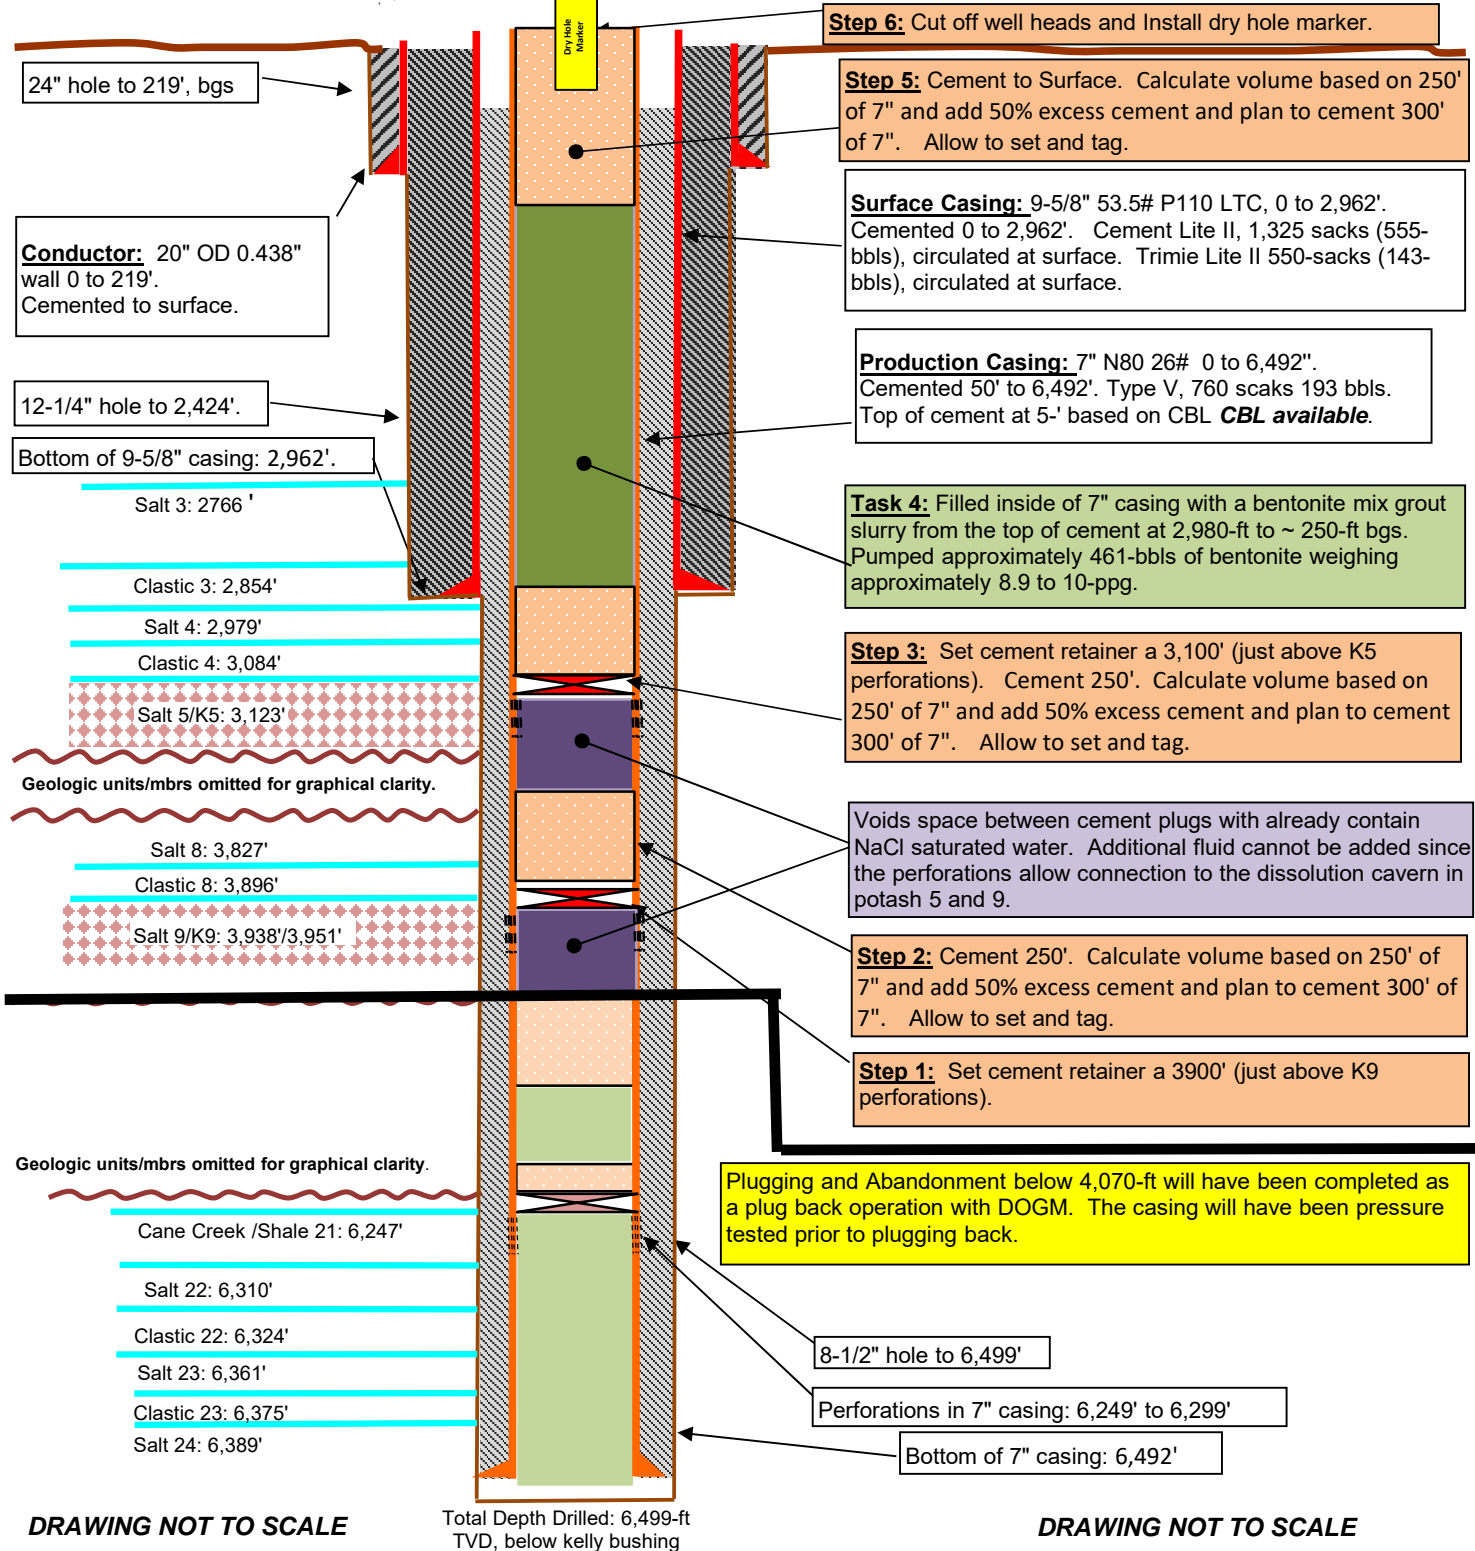 Dry Hole
Marker
Step 6: Cut off well heads and Install dry hole marker.
24" hole to 219', bgs
Step 5: Cement to Surface. Calculate volume based on 250'
of 7" and add 50% excess cement and plan to cement 300'
of 7". Allow to set and tag.
Conductor: 20" OD 0.438"
wall 0 to 219'.
Cemented to surface.
Surface Casing: 9-5/8" 53.5# P110 LTC, 0 to 2,962'.
Cemented 0 to 2,962'. Cement Lite II, 1,325 sacks (555-
bbls), circulated at surface. Trimie Lite II 550-sacks (143-
bbls), circulated at surface.
Production Casing: 7" N80 26# 0 to 6,492".
Cemented 50' to 6,492'. Type V, 760 scaks 193 bbls.
Top of cement at 5-' based on CBL CBL available.
12-1/4" hole to 2,424'.
Bottom of 9-5/8" casing: 2,962'.
Salt 3: 2766 '
Task 4: Filled inside of 7" casing with a bentonite mix grout
slurry from the top of cement at 2,980-ft to ~ 250-ft bgs.
Pumped approximately 461-bbls of bentonite weighing
approximately 8.9 to 10-ppg.
Clastic 3: 2,854'
Salt 4: 2,979'
Clastic 4: 3,084'
Step 3: Set cement retainer a 3,100' (just above K5
perforations). Cement 250'. Calculate volume based on
250' of 7" and add 50% excess cement and plan to cement
300' of 7". Allow to set and tag.
Salt 5/K5: 3,123'
Geologic units/mbrs omitted for graphical clarity.
Voids space between cement plugs with already contain
NaCl saturated water. Additional fluid cannot be added since
the perforations allow connection to the dissolution cavern in
potash 5 and 9.
Salt 8: 3,827'
Clastic 8: 3,896'
Salt 9/K9: 3,938'/3,951'
Step 2: Cement 250'. Calculate volume based on 250' of
7" and add 50% excess cement and plan to cement 300' of
7". Allow to set and tag.
Step 1: Set cement retainer a 3900' (just above K9
perforations).
Geologic units/mbrs omitted for graphical clarity.
Plugging and Abandonment below 4,070-ft will have been completed as
a plug back operation with DOGM. The casing will have been pressure
tested prior to plugging back.
Cane Creek /Shale 21: 6,247'
Salt 22: 6,310'
Clastic 22: 6,324'
Salt 23: 6,361'
Clastic 23: 6,375'
Salt 24: 6,389'
8-1/2" hole to 6,499'
Perforations in 7" casing: 6,249' to 6,299'
Bottom of 7" casing: 6,492'
DRAWING NOT TO SCALE
Total Depth Drilled: 6,499-ft
TVD, below kelly bushing
DRAWING NOT TO SCALE